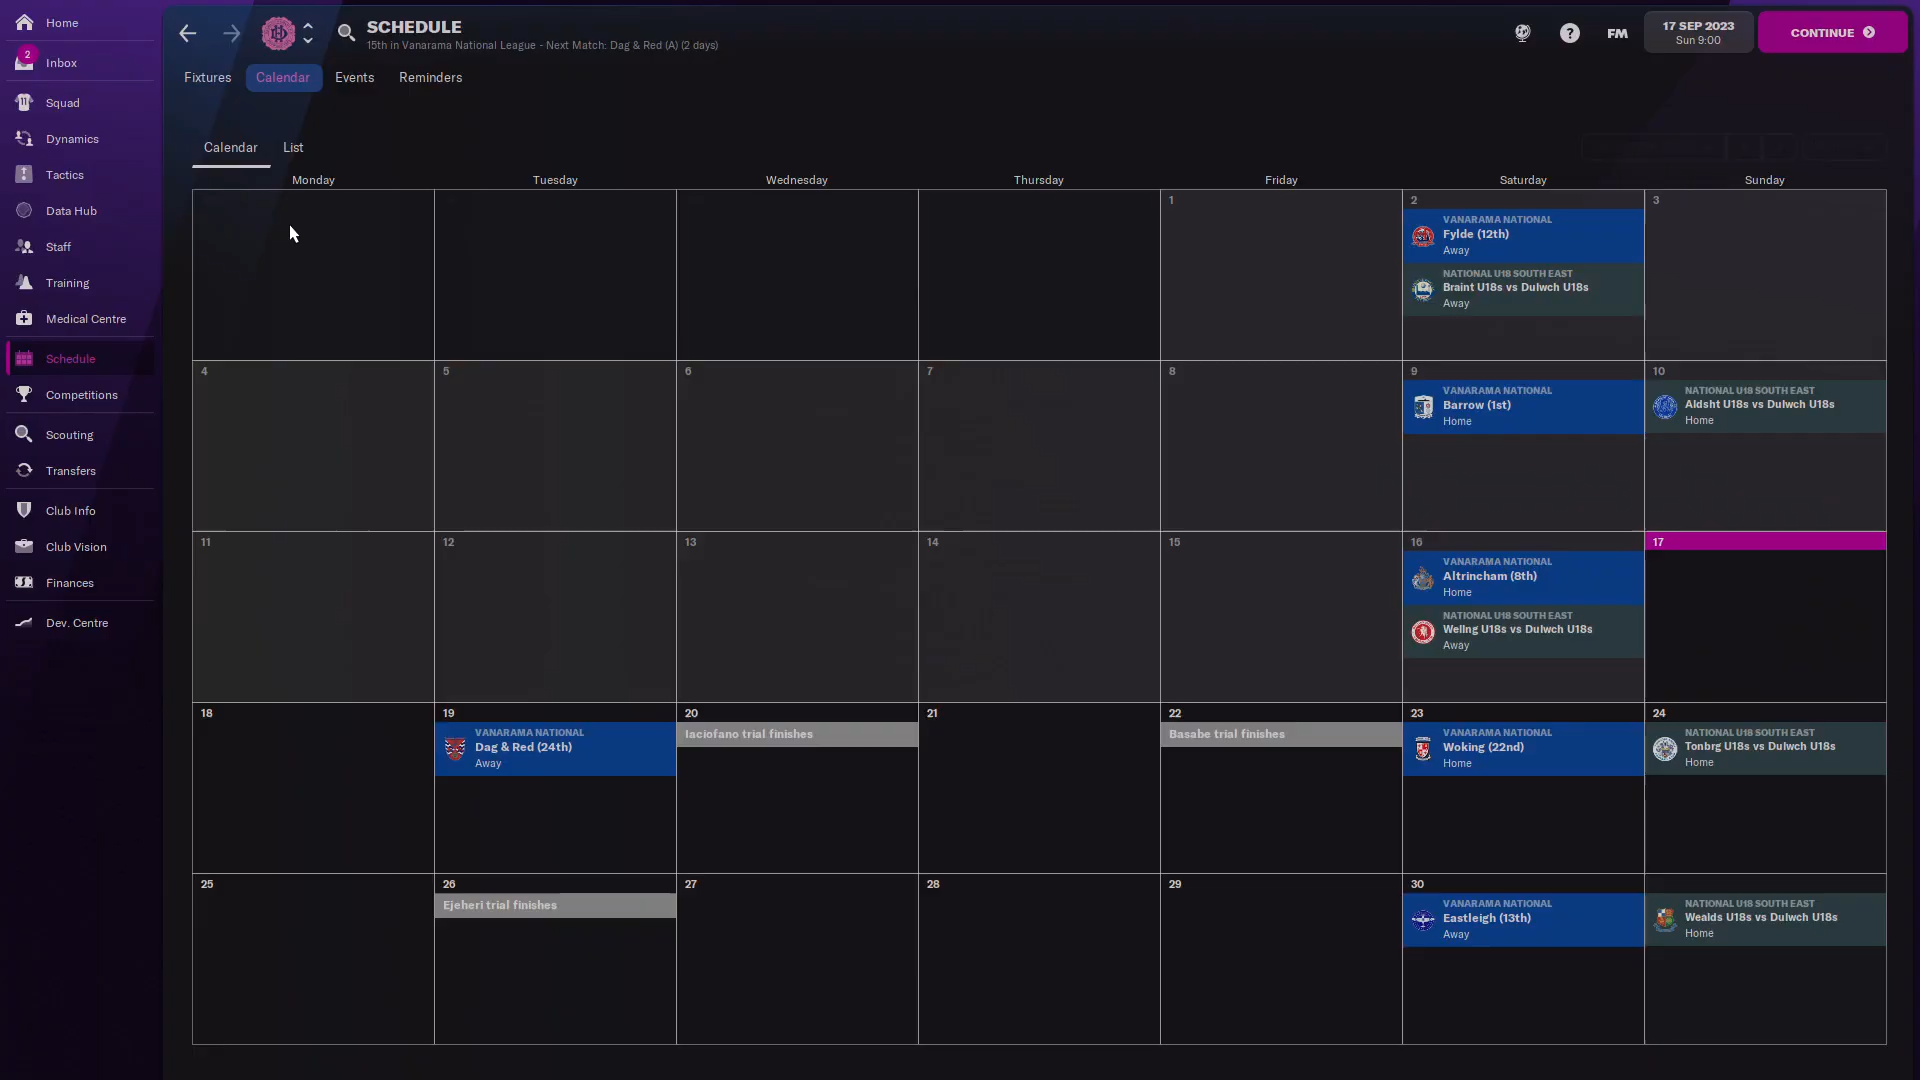 Home
2
Inbox
Squad
Dynamics
Tactics
Data Hub
Staff
Training
Medical Centre
Schedule
Competitions
Scouting
Transfers
Club Info
Club Vision
Finances
Dev. Centre
SCHEDULE
15th in Vanarama National League - Next Match: Dag & Red (A) (2 days)
FM
17 SEP 2023
Sun 9:00
CONTINUE
Fixtures
Calendar
Events
Reminders
Calendar
List
Monday
Tuesday
Wednesday
Thursday
Friday
Saturday
Sunday
1
2
VANARAMA NATIONAL
Fylde (12th)
Away
NATIONAL U18 SOUTH EAST
Braint U18s vs Dulwch U18s
Away
3
4
5
6
7
8
9
VANARAMA NATIONAL
Barrow (1st)
Home
10
NATIONAL U18 SOUTH EAST
Aldsht U18s vs Dulwch U18s
Home
11
12
13
14
15
16
VANARAMA NATIONAL
Altrincham (8th)
Home
NATIONAL U18 SOUTH EAST
Wellng U18s vs Dulwch U18s
Away
17
18
19
VANARAMA NATIONAL
Dag & Red (24th)
Away
20
Iaciofano trial finishes
21
22
Basabe trial finishes
23
VANARAMA NATIONAL
Woking (22nd)
Home
24
NATIONAL U18 SOUTH EAST
Tonbrg U18s vs Dulwch U18s
Home
25
26
Ejeheri trial finishes
27
28
29
30
VANARAMA NATIONAL
Eastleigh (13th)
Away
NATIONAL U18 SOUTH EAST
Wealds U18s vs Dulwch U18s
Home